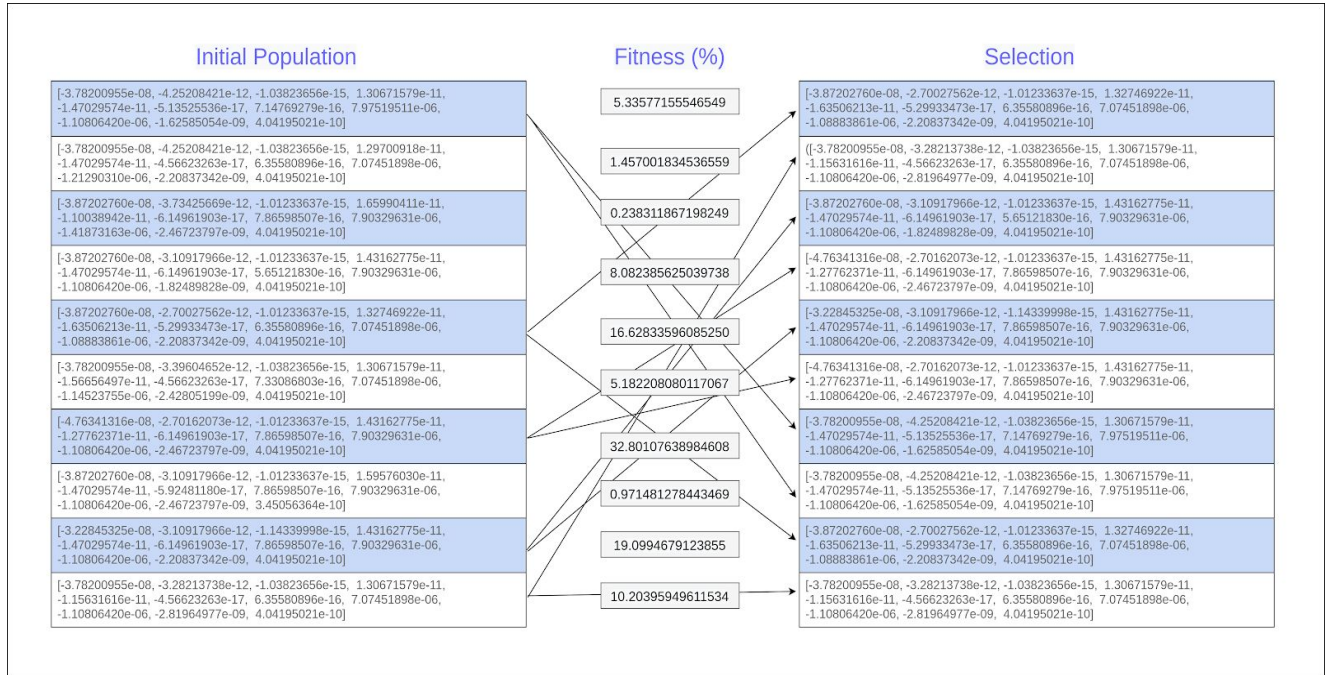 Initial Population
[-3.78200955e-08, -4.25208421e-12, -1.03823656e-15, 1.30671579e-11,
-1.47029574e-11, -5.13525536e-17, 7.14769279e-16, 7.97519511e-06,
-1.10806420e-06, -1.62585054e-09, 4.04195021e-10]
[-3.78200955e-08, -4.25208421e-12, -1.03823656e-15, 1.29700918e-11,
-1.47029574e-11, -4.56623263e-17, 6.35580896e-16, 7.07451898e-06,
-1.21290310e-06, -2.20837342e-09, 4.04195021e-10]
[-3.87202760e-08, -3.73425669e-12, -1.01233637e-15, 1.65990411e-11,
-1.10038942e-11, -6.14961903e-17, 7.86598507e-16, 7.90329631e-06,
-1.41873163e-06, -2.46723797e-09, 4.04195021e-10]
[-3.87202760e-08, -3.10917966e-12, -1.01233637e-15, 1.43162775e-11,
-1.47029574e-11, -6.14961903e-17, 5.65121830e-16, 7.90329631e-06,
-1.10806420e-06, -1.82489828e-09, 4.04195021e-10]
[-3.87202760e-08, -2.70027562e-12, -1.01233637e-15, 1.32746922e-11,
-1.63506213e-11, -5.29933473e-17, 6.35580896e-16, 7.07451898e-06,
-1.08883861e-06, -2.20837342e-09, 4.04195021e-10]
[-3.78200955e-08, -3.39604652e-12, -1.03823656e-15, 1.30671579e-11,
-1.56656497e-11, -4.56623263e-17, 7.33086803e-16, 7.07451898e-06,
-1.14523755e-06, -2.42805199e-09, 4.04195021e-10]
[-4.76341316e-08, -2.70162073e-12, -1.01233637e-15, 1.43162775e-11,
-1.27762371e-11, -6.14961903e-17, 7.86598507e-16, 7.90329631e-06,
-1.10806420e-06, -2.46723797e-09, 4.04195021e-10]
[-3.87202760e-08, -3.10917966e-12, -1.01233637e-15, 1.59576030e-11,
-1.47029574e-11, -5.92481180e-17, 7.86598507e-16, 7.90329631e-06,
-1.10806420e-06, -2.46723797e-09, 3.45056364e-10]
[-3.22845325e-08, -3.10917966e-12, -1.14339998e-15, 1.43162775e-11,
-1.47029574e-11, -6.14961903e-17, 7.86598507e-16, 7.90329631e-06,
-1.10806420e-06, -2.20837342e-09, 4.04195021e-10]
[-3.78200955e-08, -3.28213738e-12, -1.03823656e-15, 1.30671579e-11,
-1.15631616e-11, -4.56623263e-17, 6.35580896e-16, 7.07451898e-06,
-1.10806420e-06, -2.81964977e-09, 4.04195021e-10]
Fitness (%)
5.33577155546549
1.457001834536559
0.238311867198249
8.082385625039738
16.62833596085250
5.182208080117067
32.80107638984608
0.971481278443469
19.0994679123855
10.20395949611534
Selection
[-3.87202760e-08, -2.70027562e-12, -1.01233637e-15, 1.32746922e-11,
-1.63506213e-11, -5.29933473e-17, 6.35580896e-16, 7.07451898e-06,
-1.08883861e-06, -2.20837342e-09, 4.04195021e-10]
([-3.78200955e-08, -3.28213738e-12, -1.03823656e-15, 1.30671579e-11,
-1.15631616e-11, -4.56623263e-17, 6.35580896e-16, 7.07451898e-06,
-1.10806420e-06, -2.81964977e-09, 4.04195021e-10]
[-3.87202760e-08, -3.10917966e-12, -1.01233637e-15, 1.43162775e-11,
-1.47029574e-11, -6.14961903e-17, 5.65121830e-16, 7.90329631e-06,
-1.10806420e-06, -1.82489828e-09, 4.04195021e-10]
[-4.76341316e-08, -2.70162073e-12, -1.01233637e-15, 1.43162775e-11,
-1.27762371e-11, -6.14961903e-17, 7.86598507e-16, 7.90329631e-06,
-1.10806420e-06, -2.46723797e-09, 4.04195021e-10]
[-3.22845325e-08, -3.10917966e-12, -1.14339998e-15, 1.43162775e-11,
-1.47029574e-11, -6.14961903e-17, 7.86598507e-16, 7.90329631e-06,
-1.10806420e-06, -2.20837342e-09, 4.04195021e-10]
[-4.76341316e-08, -2.70162073e-12, -1.01233637e-15, 1.43162775e-11,
-1.27762371e-11, -6.14961903e-17, 7.86598507e-16, 7.90329631e-06,
-1.10806420e-06, -2.46723797e-09, 4.04195021e-10]
[-3.78200955e-08, -4.25208421e-12, -1.03823656e-15, 1.30671579e-11,
-1.47029574e-11, -5.13525536e-17, 7.14769279e-16, 7.97519511e-06,
-1.10806420e-06, -1.62585054e-09, 4.04195021e-10]
[-3.78200955e-08, -4.25208421e-12, -1.03823656e-15, 1.30671579e-11,
-1.47029574e-11, -5.13525536e-17, 7.14769279e-16, 7.97519511e-06,
-1.10806420e-06, -1.62585054e-09, 4.04195021e-10]
[-3.87202760e-08, -2.70027562e-12, -1.01233637e-15, 1.32746922e-11,
-1.63506213e-11, -5.29933473e-17, 6.35580896e-16, 7.07451898e-06,
-1.08883861e-06, -2.20837342e-09, 4.04195021e-10]
[-3.78200955e-08, -3.28213738e-12, -1.03823656e-15, 1.30671579e-11,
-1.15631616e-11, -4.56623263e-17, 6.35580896e-16, 7.07451898e-06,
-1.10806420e-06, -2.81964977e-09, 4.04195021e-10]